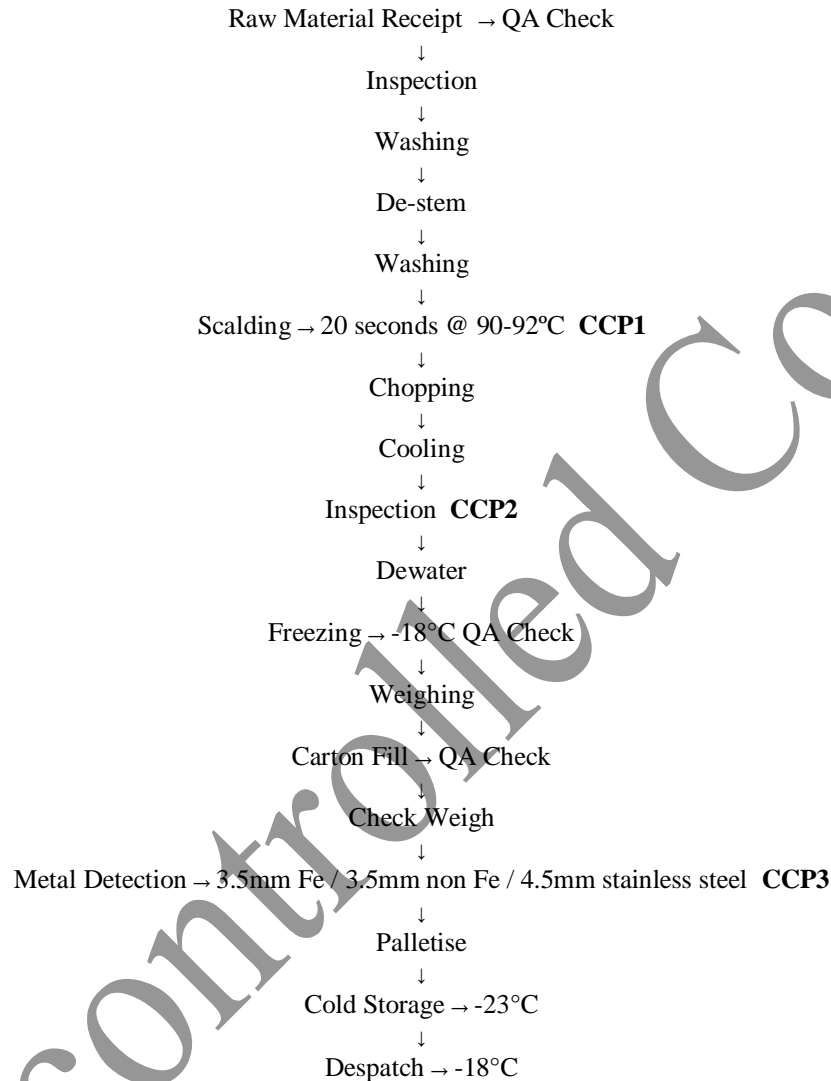 Raw Material Receipt → QA Check
↓
Inspection
↓
Washing
↓
De-stem
↓
Washing
↓
Scalding → 20 seconds @ 90-92ºC CCP1
↓
Chopping
↓
Cooling
↓
Inspection CCP2
↓
Dewater
↓
Freezing → -18°C QA Check
↓
Weighing
↓
Carton Fill → QA Check
↓
Check Weigh
↓
Metal Detection → 3.5mm Fe / 3.5mm non Fe / 4.5mm stainless steel CCP3
↓
Palletise
↓
Cold Storage → -23°C
↓
Despatch → -18°C
Controlled Co